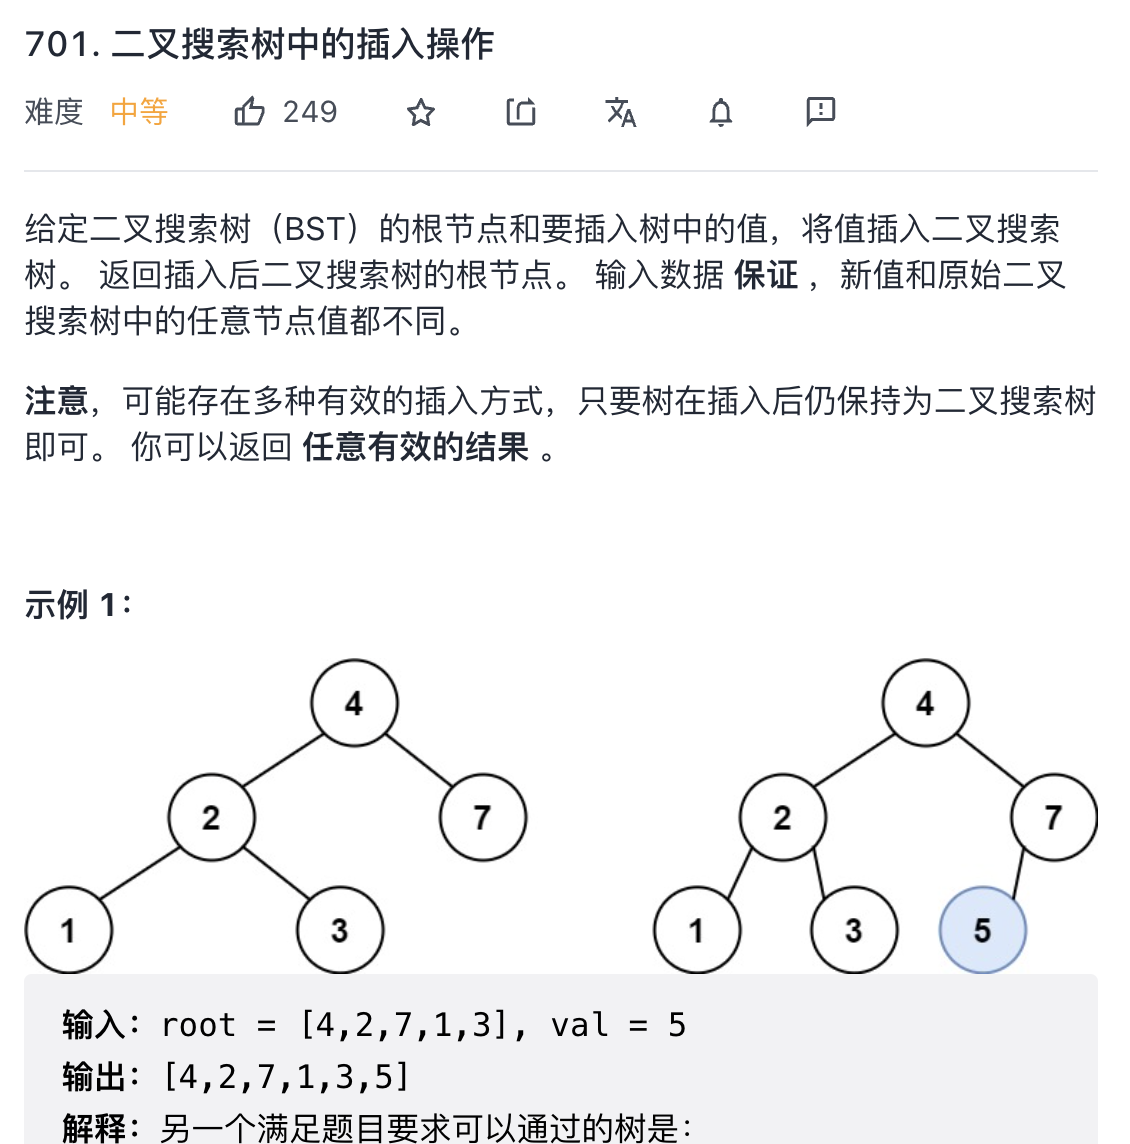 701. 二叉搜索树中的插入操作
难度 中等 249
给定二叉搜索树（BST）的根节点和要插入树中的值，将值插入二叉搜索
树。 返回插入后二叉搜索树的根节点。 输入数据 保证 ，新值和原始二叉
搜索树中的任意节点值都不同。
注意，可能存在多种有效的插入方式，只要树在插入后仍保持为二叉搜索树
即可。 你可以返回 任意有效的结果 。
示例 1：
4 4
2 7 2 7
1 3 1 3 5
输入：root = [4,2,7,1,3], val = 5
输出：[4,2,7,1,3,5]
解释：另一个满足题目要求可以通过的树是：